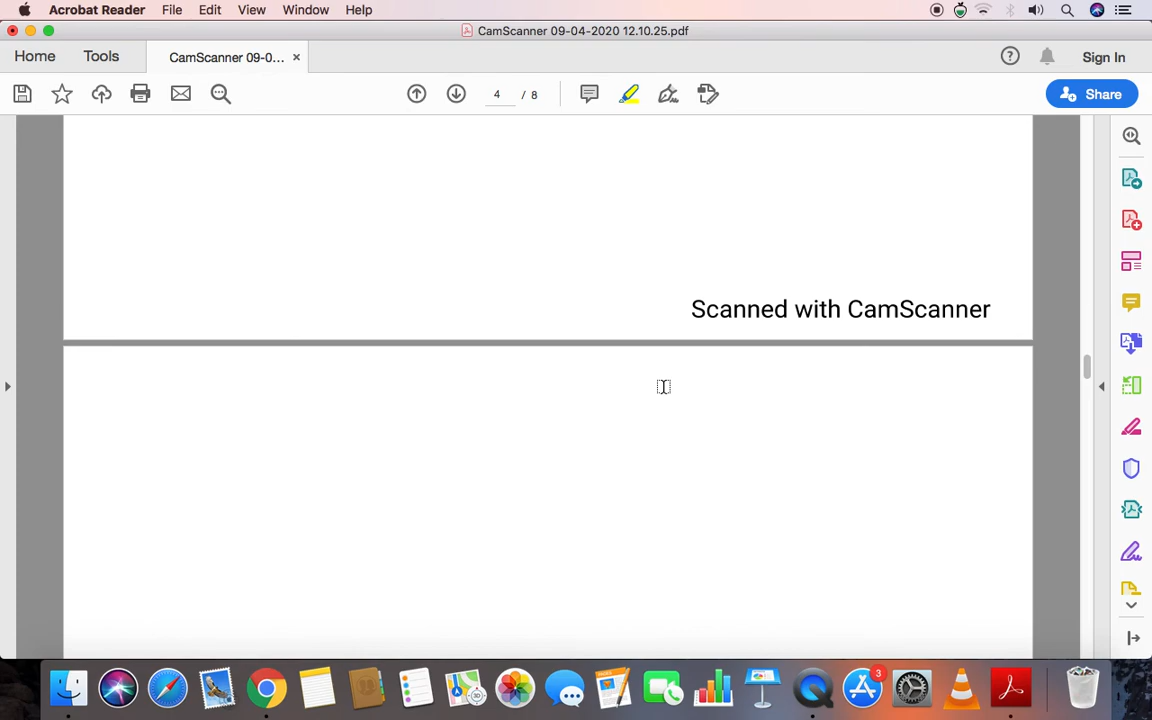 Acrobat Reader File Edit View Window Help
CamScanner 09-04-2020 12.10.25.pdf
Home Tools CamScanner 09-0... × Sign In
4 / 8 Share
Scanned with CamScanner
3